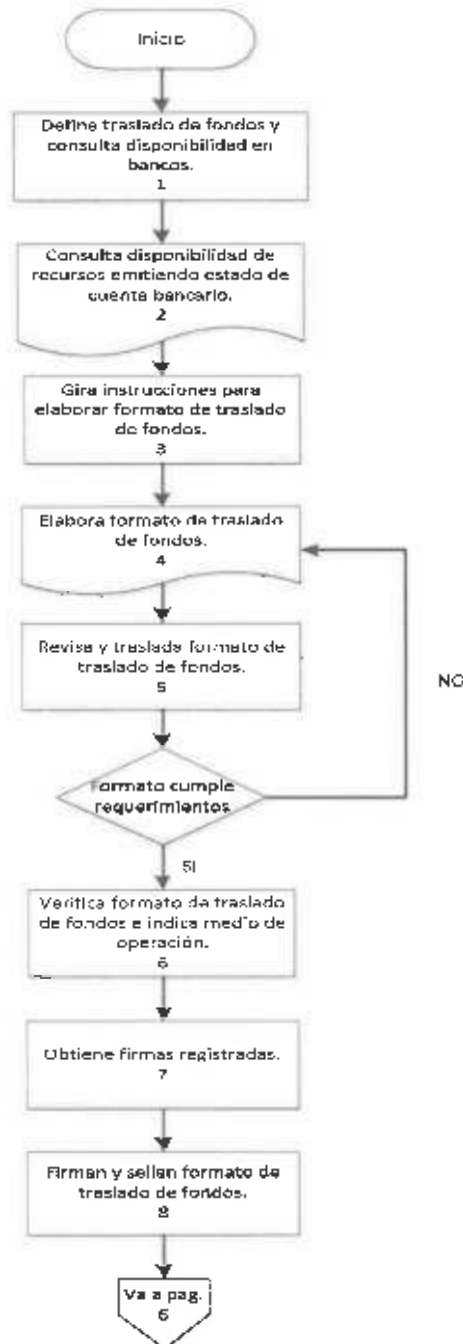 Inicio
Define traslado de fondos y
consulta disponibilidad en
bancos.
1
Consulta disponibilidad de
recursos emitiendo estado de
cuenta bancario.
2
Gira instrucciones para
elaborar formato de traslado
de fondos.
3
Elabora formato de traslado
de fondos.
4
Revisa y traslada formato de
traslado de fondos.
5
NO
Formato cumple
requerimientos
SI
Verifica formato de traslado
de fondos e indica medio de
operación.
6
Obtiene firmas registradas.
7
Firman y sellan formato de
traslado de fondos.
8
Va a pag.
6